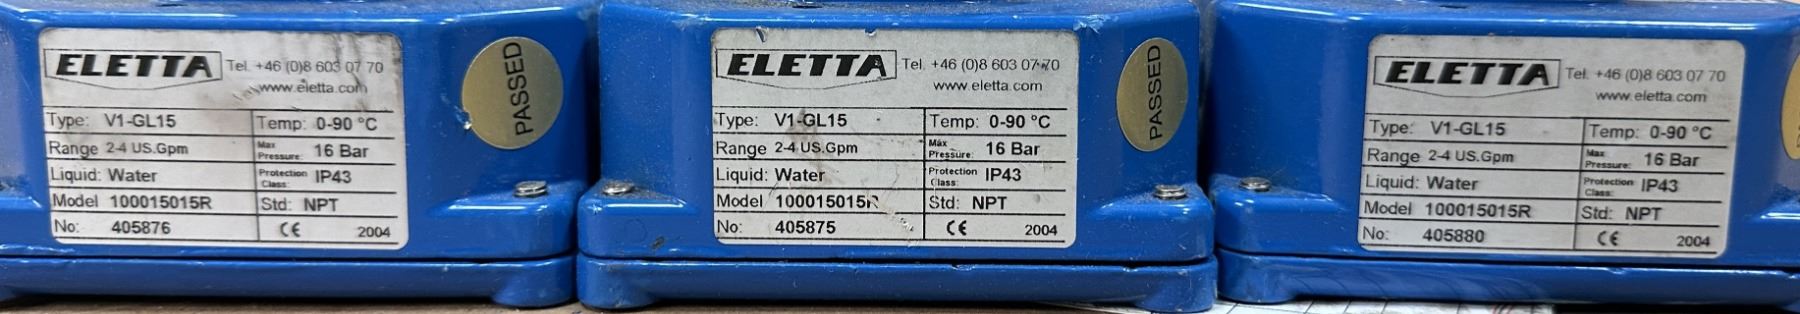 ELETTA Tel. +46 (0)8 603 07 70
www.eletta.com
Type: V1-GL15 Temp: 0-90 °C
Range 2-4 US.Gpm Max Pressure: 16 Bar
Liquid: Water Protection Class: IP43
Model 100015015R Std: NPT
No: 405876 CE 2004
PASSED
ELETTA Tel. +46 (0)8 603 07 70
www.eletta.com
Type: V1-GL15 Temp: 0-90 °C
Range 2-4 US.Gpm Max Pressure: 16 Bar
Liquid: Water Protection Class: IP43
Model 100015015R Std: NPT
No: 405875 CE 2004
PASSED
ELETTA Tel. +46 (0)8 603 07 70
www.eletta.com
Type: V1-GL15 Temp: 0-90 °C
Range 2-4 US.Gpm Max Pressure: 16 Bar
Liquid: Water Protection Class: IP43
Model 100015015R Std: NPT
No: 405880 CE 2004